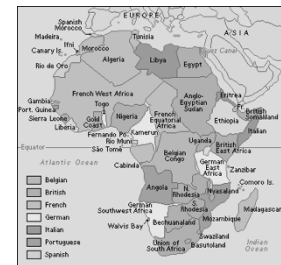 EUROPE
ASIA
Spanish
Morocco
Madeira
Ifni
Morocco
Tunisia
Canary Is.
Rio de Oro
Algeria
Libya
Egypt
Suez Canal
French West Africa
Gambia
Port. Guinea
Sierra Leone
Liberia
Togo
Gold
Coast
Nigeria
French
Equatorial
Africa
Anglo-
Egyptian
Sudan
Eritrea
Fr.
British
Somaliland
Italian
Ethiopia
Fernando Po
Rio Muni
São Tomé
Kamerun
Uganda
British
East Africa
Equator
Atlantic Ocean
Cabinda
Belgian
Congo
German
East
Africa
Zanzibar
Comoro Is.
Angola
N.
Rhodesia
Nyasaland
S.
Rhodesia
Mozambique
Madagascar
German
Southwest Africa
Walvis Bay
Bechuanaland
Swaziland
Basutoland
Union of
South Africa
Indian
Ocean
Belgian
British
French
German
Italian
Portuguese
Spanish